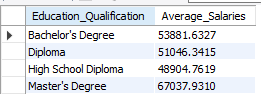 Education_Qualification Average_Salaries
Bachelor's Degree 53881.6327
Diploma 51046.3415
High School Diploma 48904.7619
Master's Degree 67037.9310